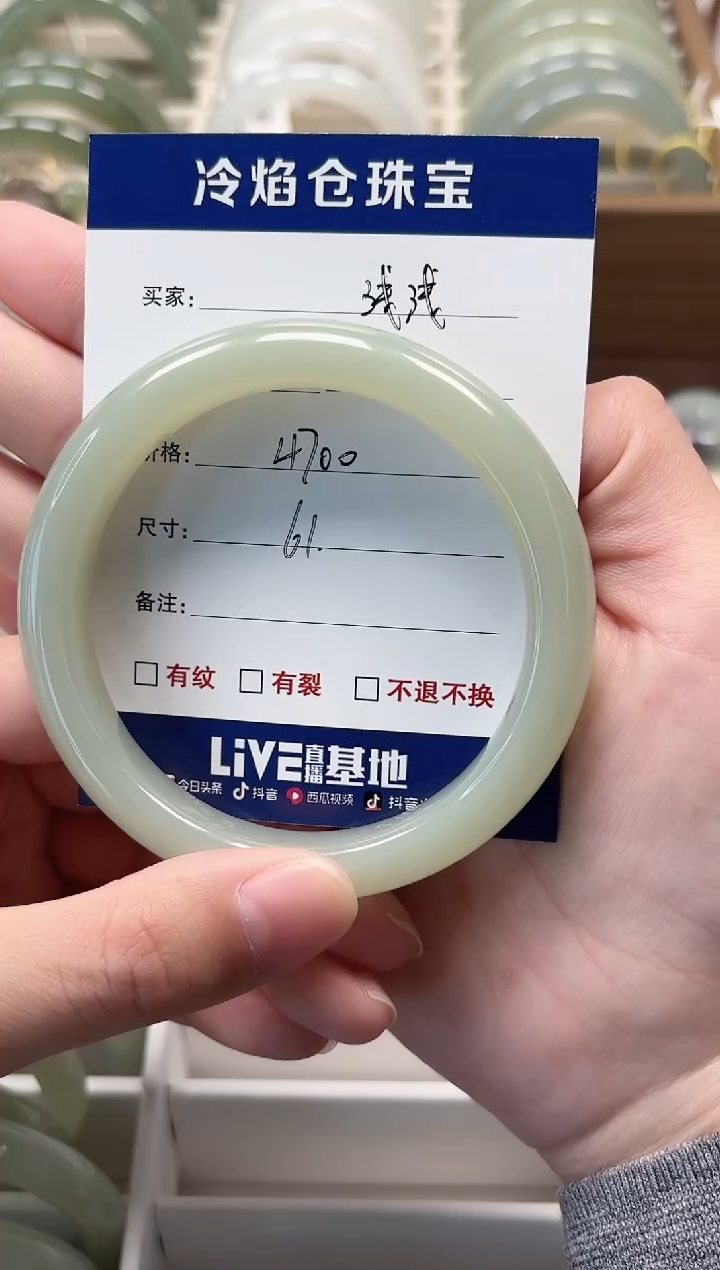 冷焰仓珠宝
买家:
价格: 4700
尺寸: 61.
备注:
有纹 有裂 不退不换
LiVE直播基地
今日头条 抖音 西瓜视频 抖音